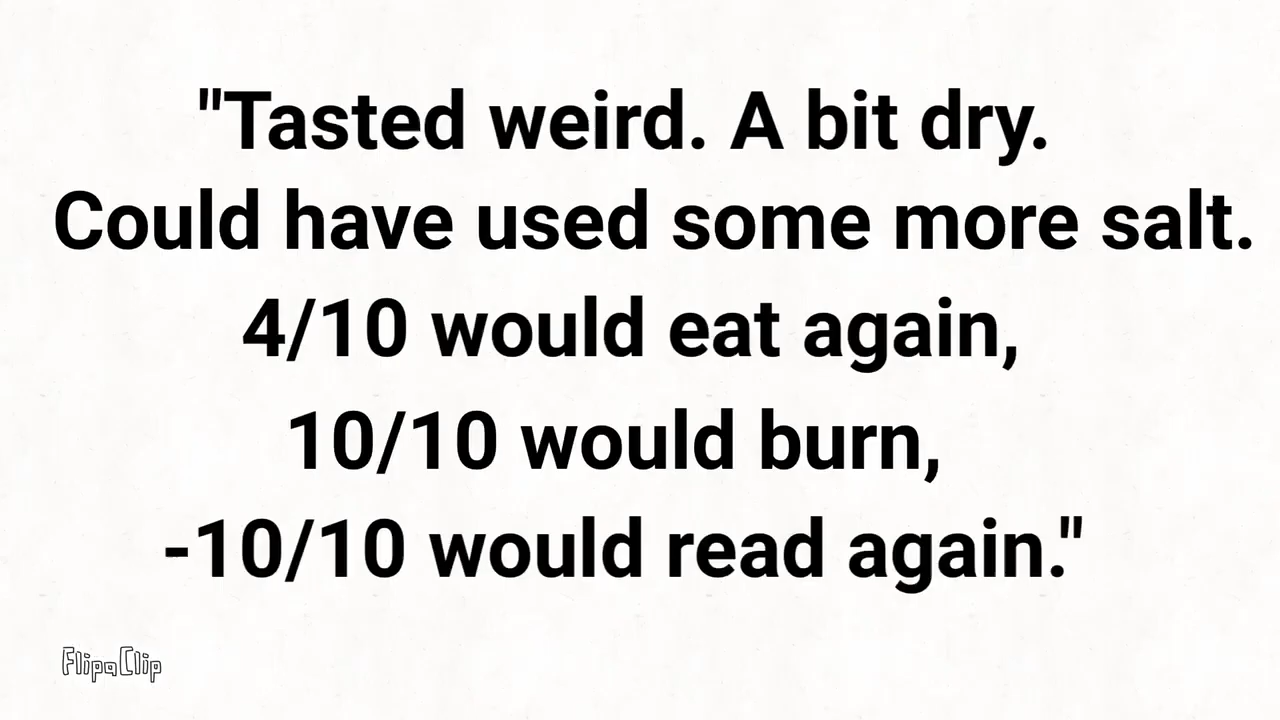 "Tasted weird. A bit dry.
Could have used some more salt.
4/10 would eat again,
10/10 would burn,
-10/10 would read again."
FlipaClip